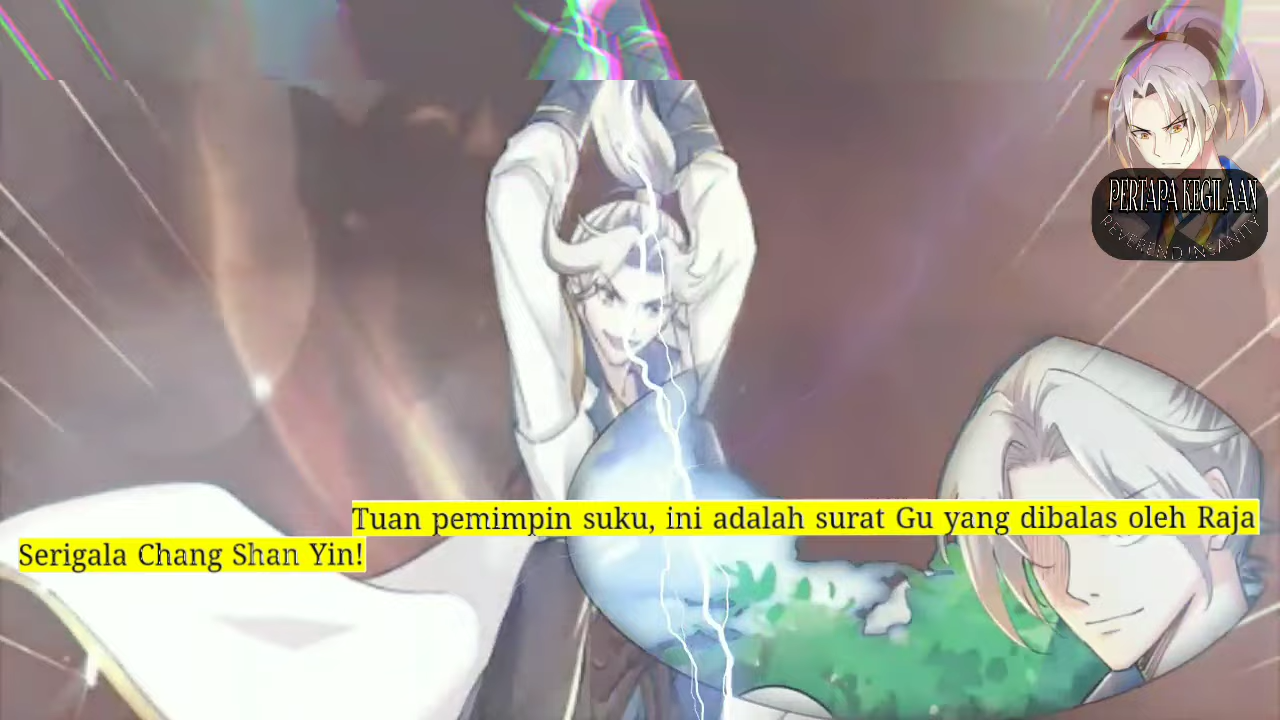 PERTAPA KEGILAAN
REVEREND INSANITY
Tuan pemimpin suku, ini adalah surat Gu yang dibalas oleh Raja
Serigala Chang Shan Yin!